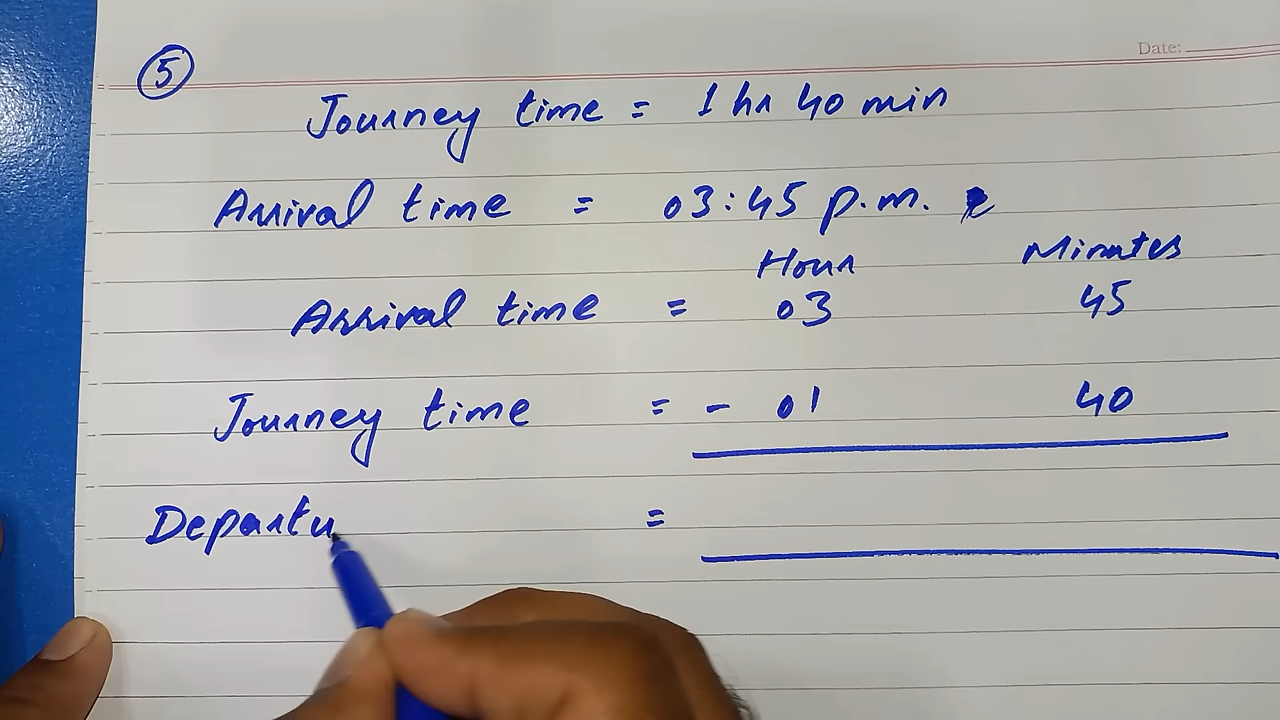 Date:
5
Journey time = 1 hr 40 min
Arrival time = 03:45 p.m.
Hour Minutes
Arrival time = 03 45
Journey time = - 01 40
Departu =